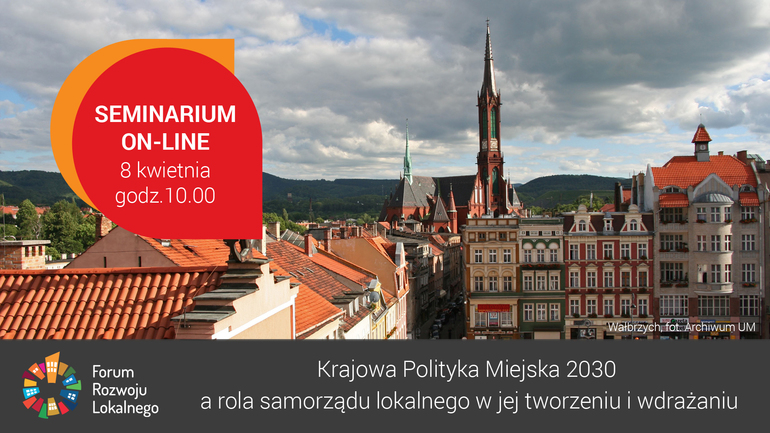 SEMINARIUM
ON-LINE
8 kwietnia
godz.10.00
Wałbrzych, fot. Archiwum UM
Forum
Rozwoju
Lokalnego
Krajowa Polityka Miejska 2030
a rola samorządu lokalnego w jej tworzeniu i wdrażaniu